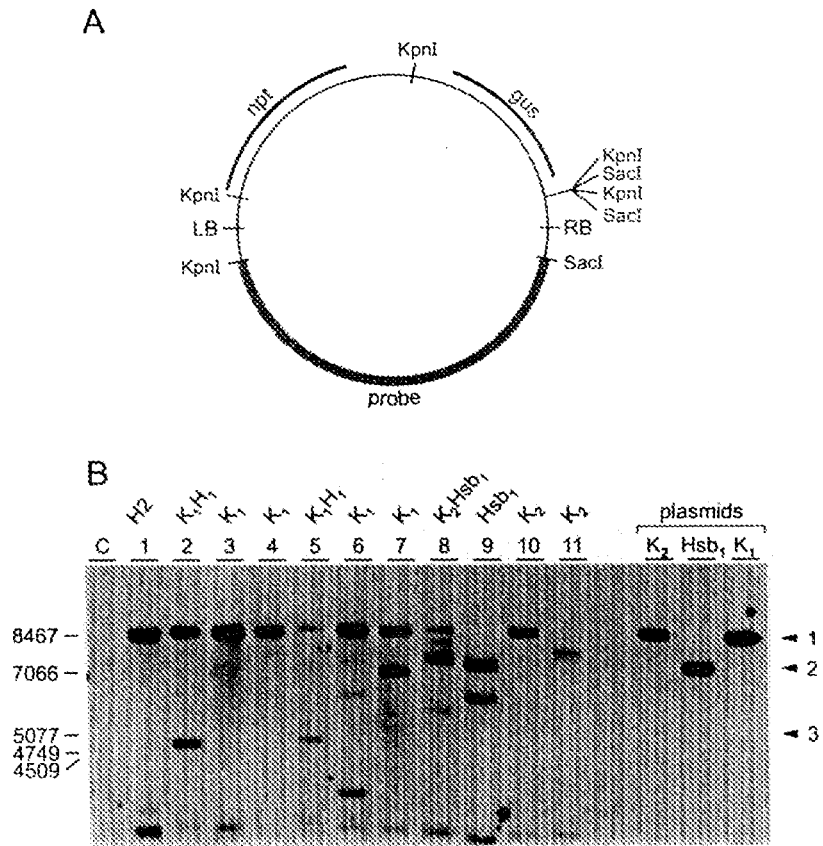 A
KpnI
npt
gus
KpnI
SacI
KpnI
SacI
KpnI
LB
RB
KpnI
SacI
probe
B
H2
K₁H₁
K₁
K₁
K₁H₁
K₁
K₁
K₂Hsb₁
Hsb₁
K₂
K₂
plasmids
C 1 2 3 4 5 6 7 8 9 10 11 K₂ Hsb₁ K₁
8467
1
7066
2
5077
3
4749
4509